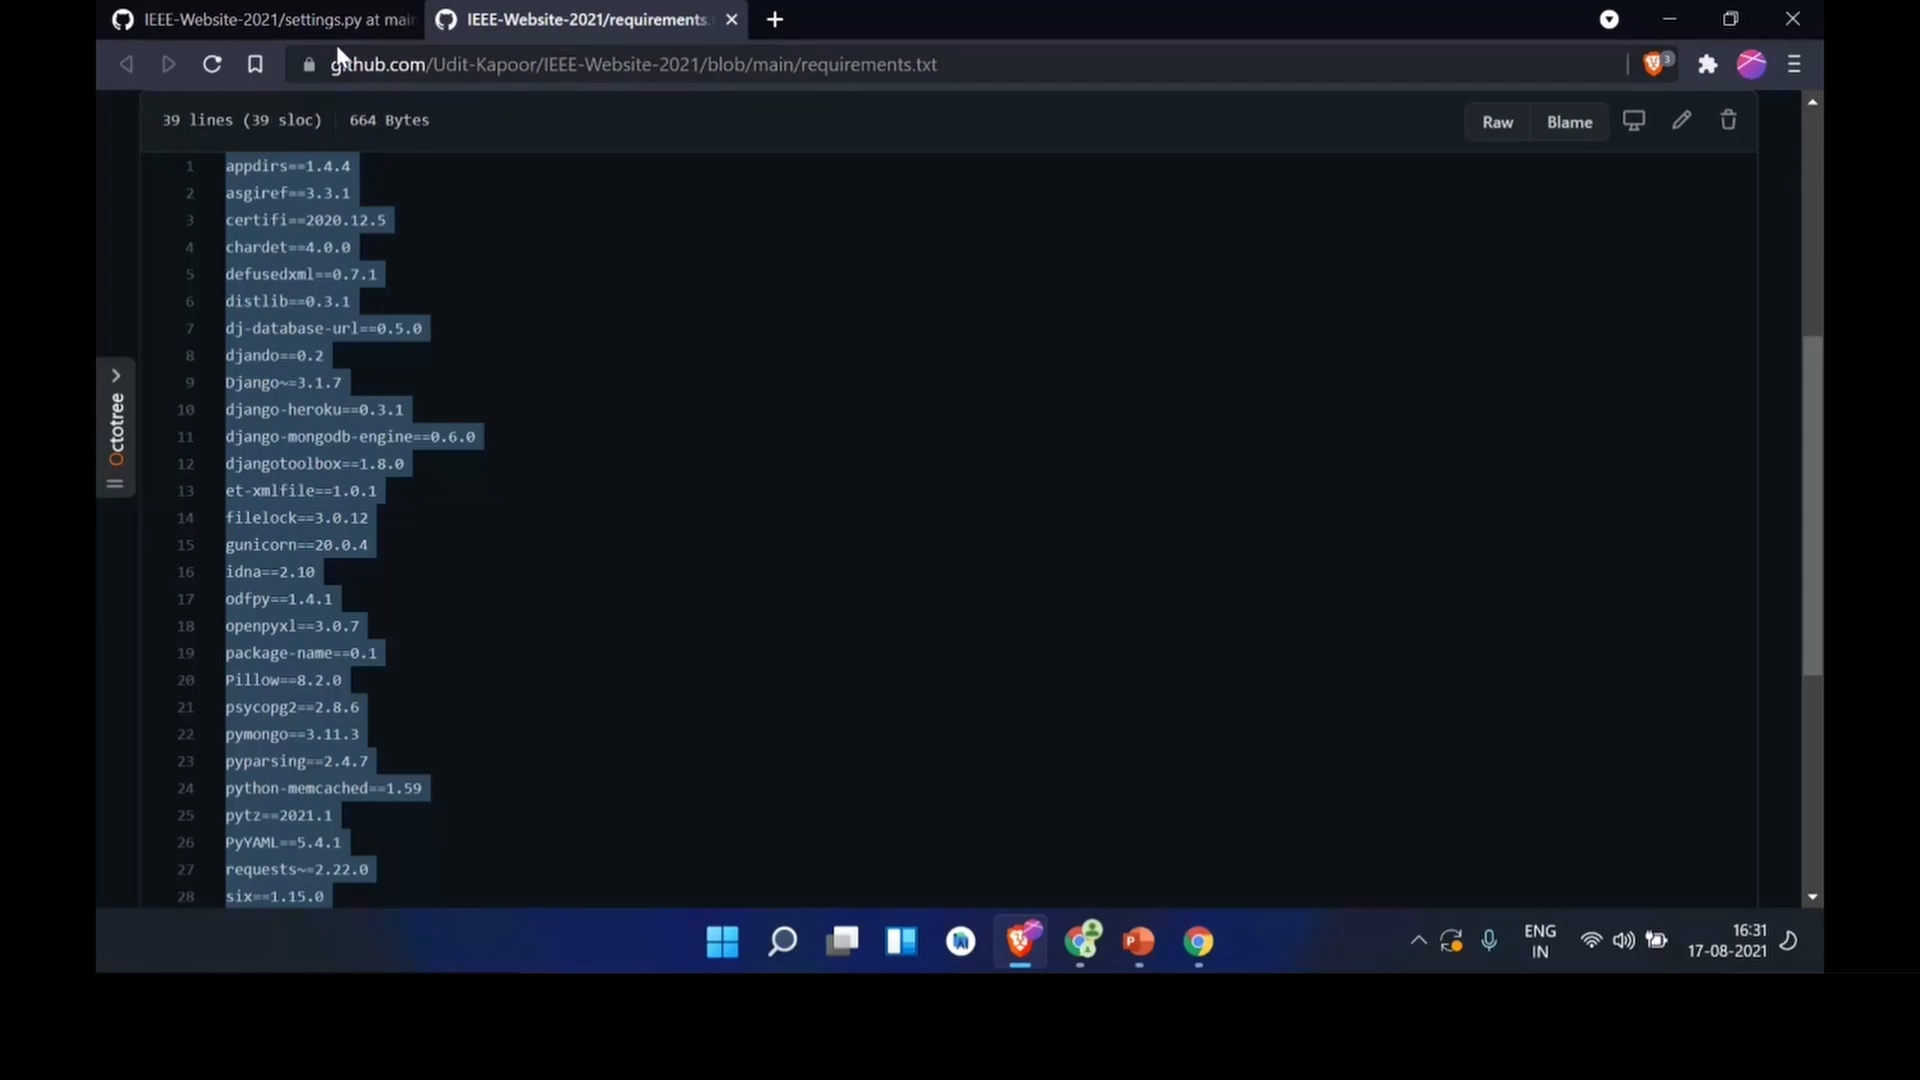 IEEE-Website-2021/settings.py at mai
IEEE-Website-2021/requirements.
github.com/Udit-Kapoor/IEEE-Website-2021/blob/main/requirements.txt
3
39 lines (39 sloc) 664 Bytes
Raw
Blame
Octotree
1 appdirs==1.4.4
2 asgiref==3.3.1
3 certifi==2020.12.5
4 chardet==4.0.0
5 defusedxml==0.7.1
6 distlib==0.3.1
7 dj-database-url==0.5.0
8 djando==0.2
9 Django~=3.1.7
10 django-heroku==0.3.1
11 django-mongodb-engine==0.6.0
12 djangotoolbox==1.8.0
13 et-xmlfile==1.0.1
14 filelock==3.0.12
15 gunicorn==20.0.4
16 idna==2.10
17 odfpy==1.4.1
18 openpyxl==3.0.7
19 package-name==0.1
20 Pillow==8.2.0
21 psycopg2==2.8.6
22 pymongo==3.11.3
23 pyparsing==2.4.7
24 python-memcached==1.59
25 pytz==2021.1
26 PyYAML==5.4.1
27 requests~=2.22.0
28 six==1.15.0
ENG
IN
16:31
17-08-2021